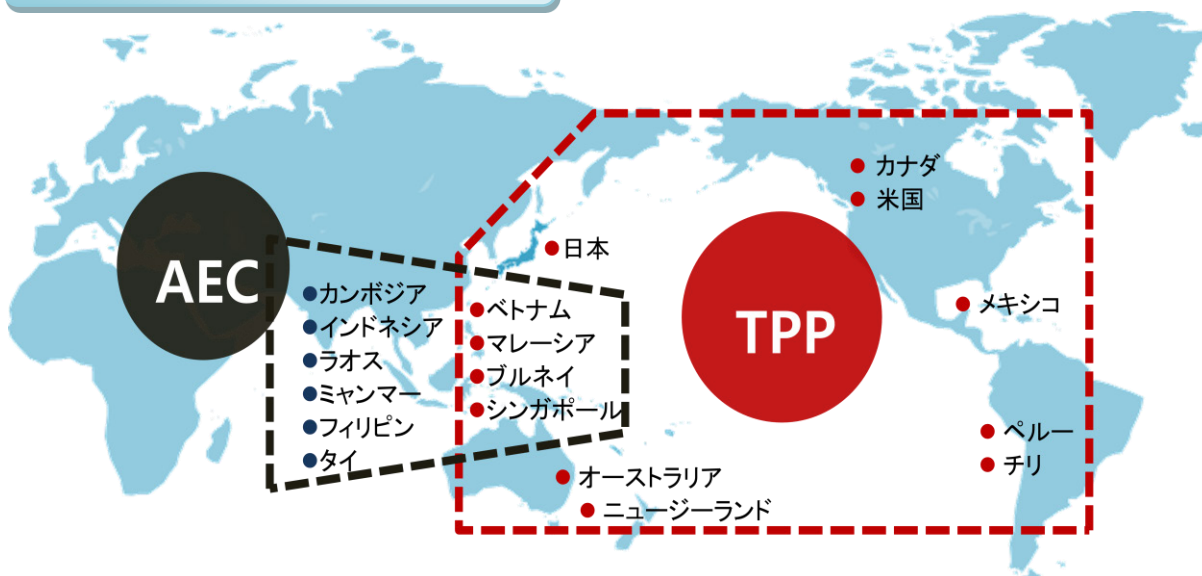 AEC
●カンボジア
●インドネシア
●ラオス
●ミャンマー
●フィリピン
●タイ
●ベトナム
●マレーシア
●ブルネイ
●シンガポール
●日本
TPP
●カナダ
●米国
●メキシコ
●ペルー
●チリ
●オーストラリア
●ニュージーランド